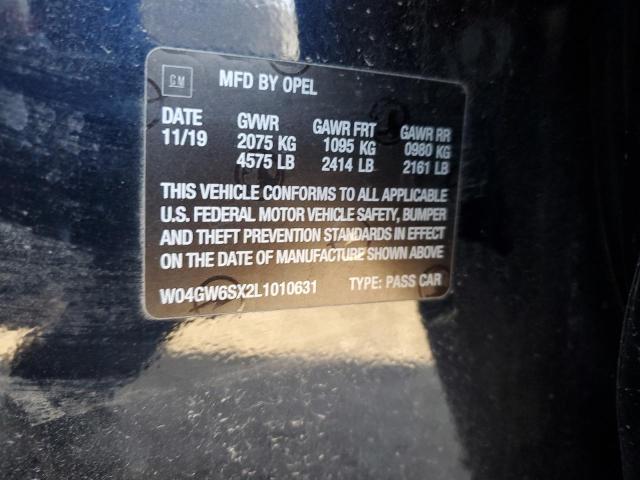 GM MFD BY OPEL
DATE GVWR GAWR FRT GAWR RR
11/19 2075 KG 1095 KG 0980 KG
4575 LB 2414 LB 2161 LB
THIS VEHICLE CONFORMS TO ALL APPLICABLE
U.S. FEDERAL MOTOR VEHICLE SAFETY, BUMPER
AND THEFT PREVENTION STANDARDS IN EFFECT
ON THE DATE OF MANUFACTURE SHOWN ABOVE
W04GW6SX2L1010631 TYPE: PASS CAR